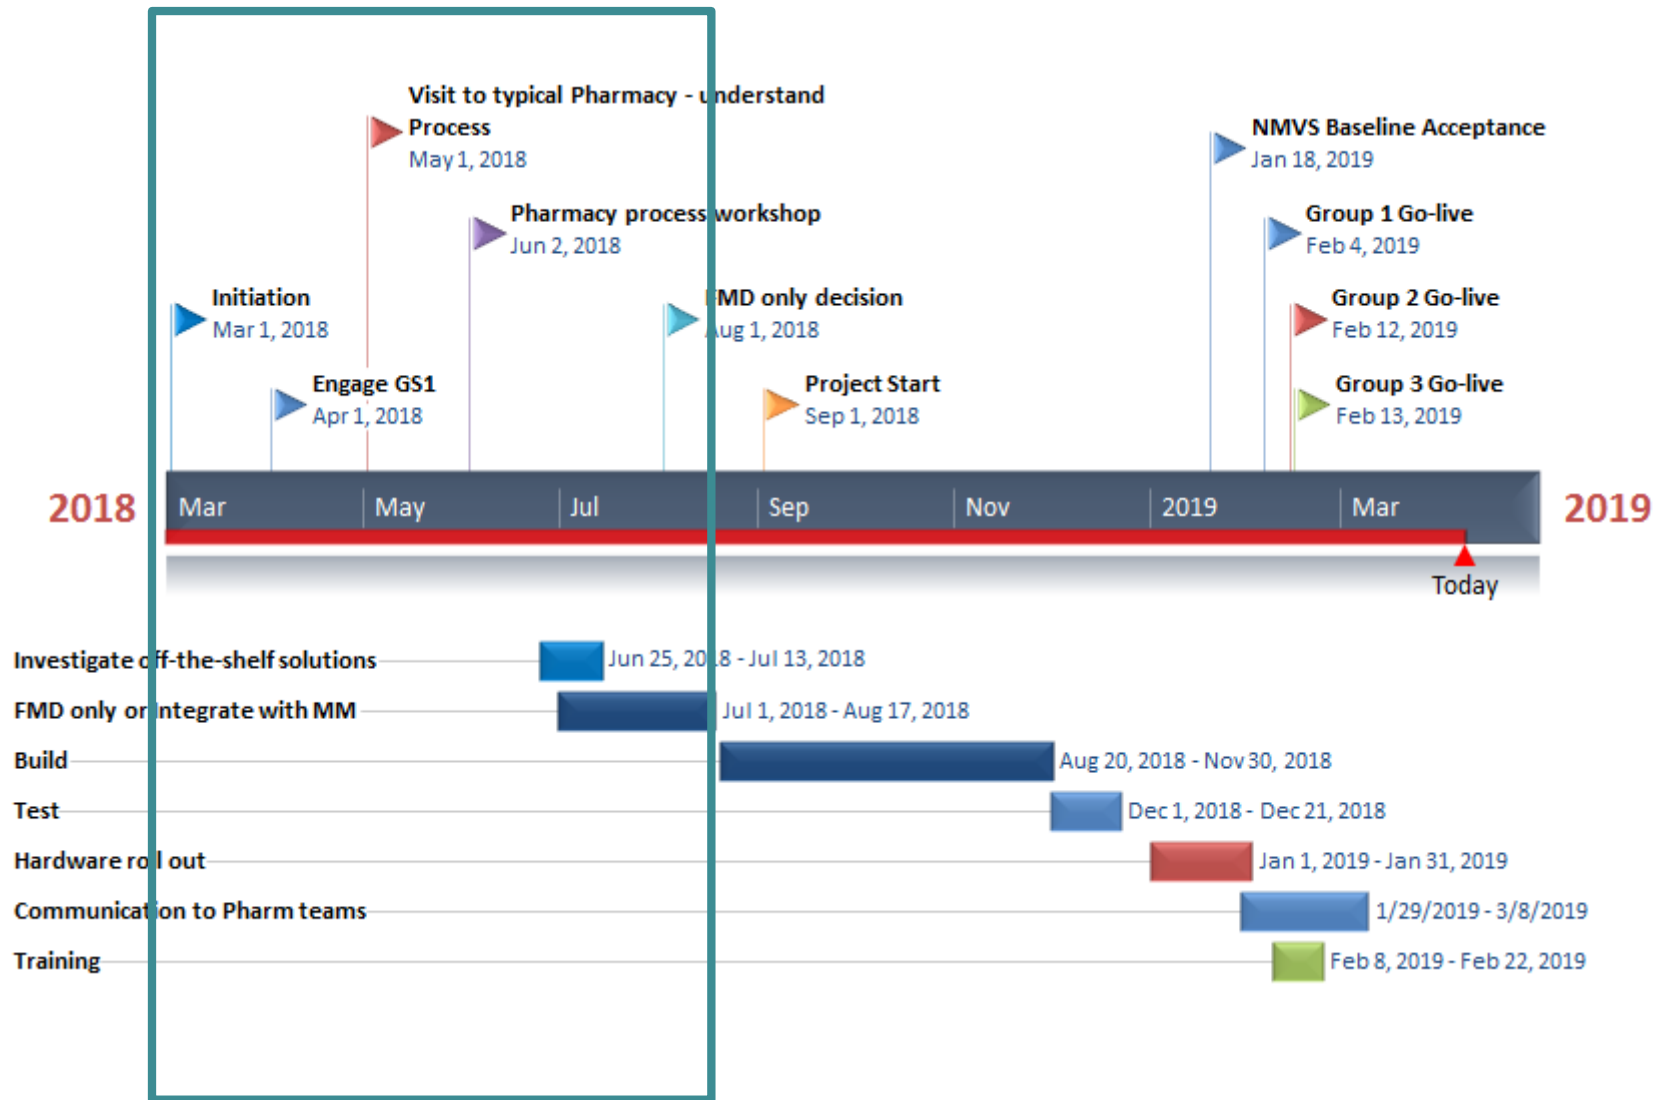 Visit to typical Pharmacy - understand
Process
May 1, 2018
NMVS Baseline Acceptance
Jan 18, 2019
Pharmacy process workshop
Jun 2, 2018
Group 1 Go-live
Feb 4, 2019
Initiation
Mar 1, 2018
FMD only decision
Aug 1, 2018
Group 2 Go-live
Feb 12, 2019
Engage GS1
Apr 1, 2018
Project Start
Sep 1, 2018
Group 3 Go-live
Feb 13, 2019
2018 Mar May Jul Sep Nov 2019 Mar 2019
Today
Investigate off-the-shelf solutions Jun 25, 2018 - Jul 13, 2018
FMD only or Integrate with MM Jul 1, 2018 - Aug 17, 2018
Build Aug 20, 2018 - Nov 30, 2018
Test Dec 1, 2018 - Dec 21, 2018
Hardware roll out Jan 1, 2019 - Jan 31, 2019
Communication to Pharm teams 1/29/2019 - 3/8/2019
Training Feb 8, 2019 - Feb 22, 2019